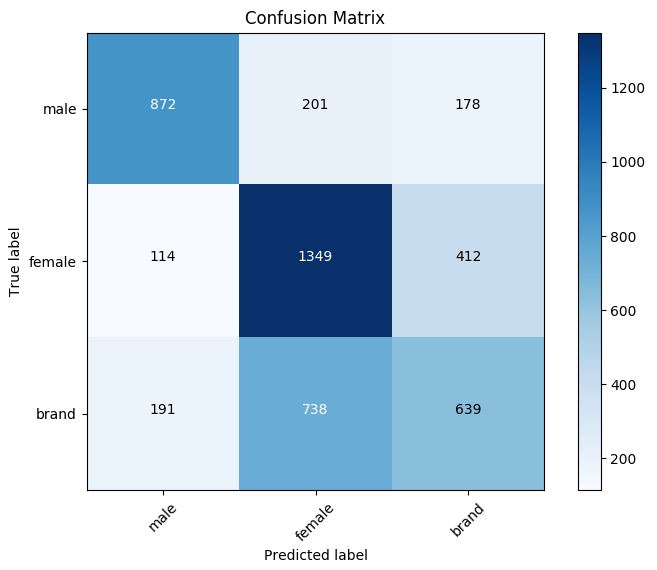 Confusion Matrix
male 872 201 178
female 114 1349 412
brand 191 738 639
male female brand
Predicted label
True label
1200
1000
800
600
400
200